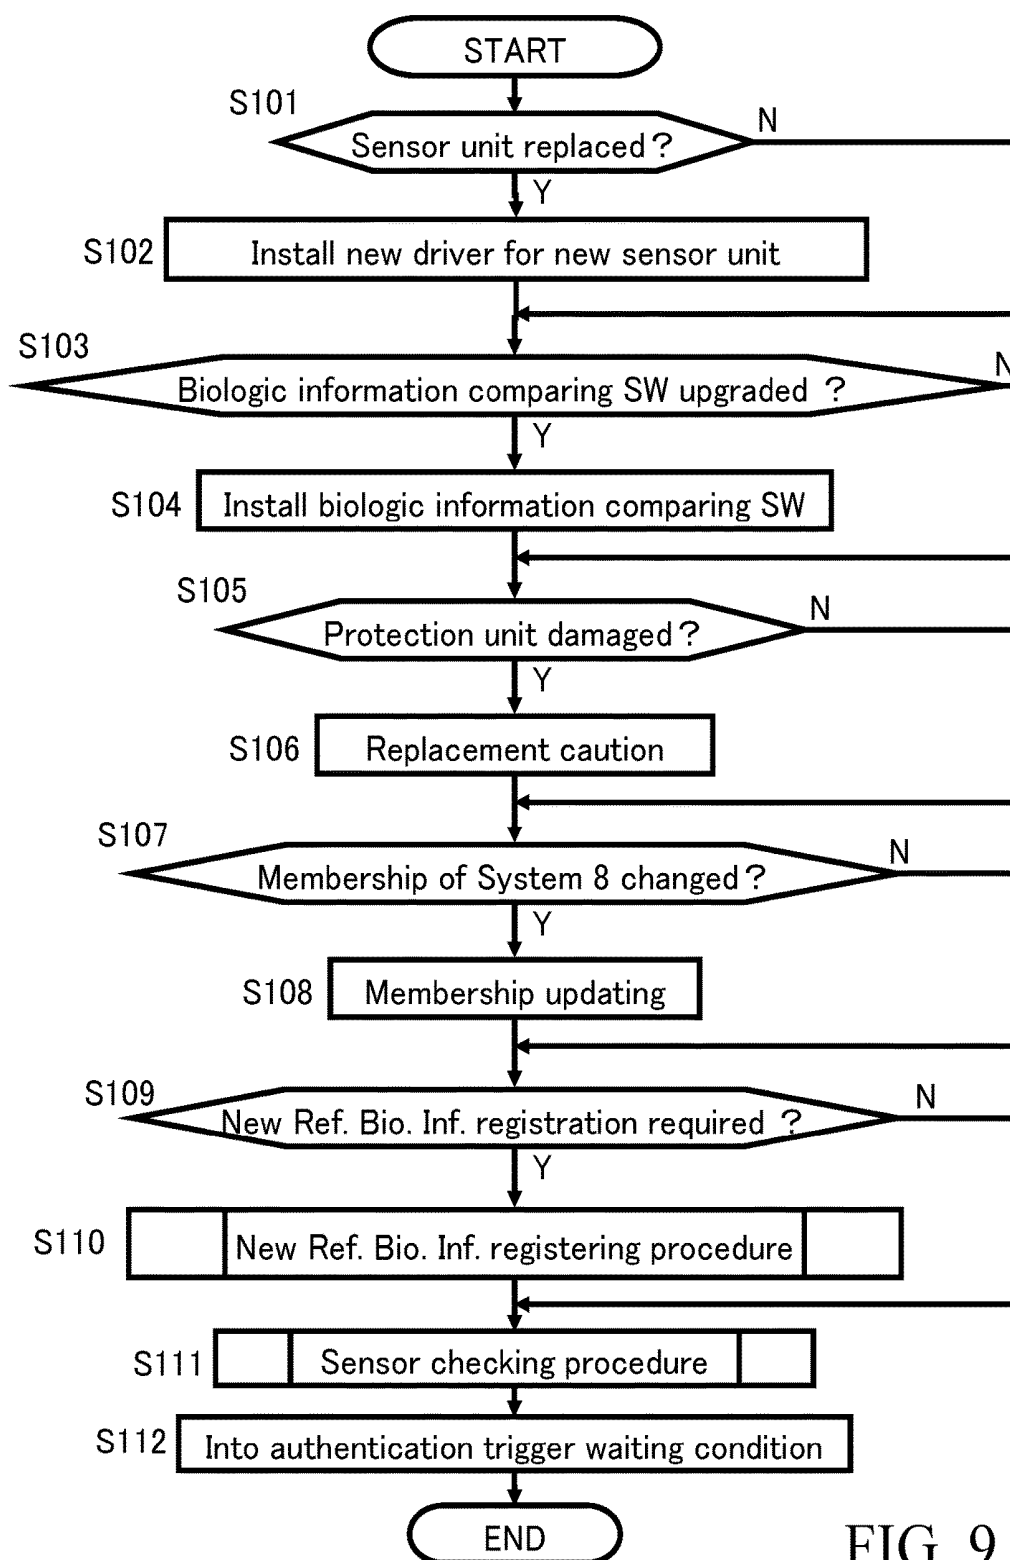 START
S101
Sensor unit replaced?
N
Y
S102
Install new driver for new sensor unit
S103
Biologic information comparing SW upgraded ?
N
Y
S104
Install biologic information comparing SW
S105
Protection unit damaged?
N
Y
S106
Replacement caution
S107
Membership of System 8 changed?
N
Y
S108
Membership updating
S109
New Ref. Bio. Inf. registration required ?
N
Y
S110
New Ref. Bio. Inf. registering procedure
S111
Sensor checking procedure
S112
Into authentication trigger waiting condition
END
FIG. 9